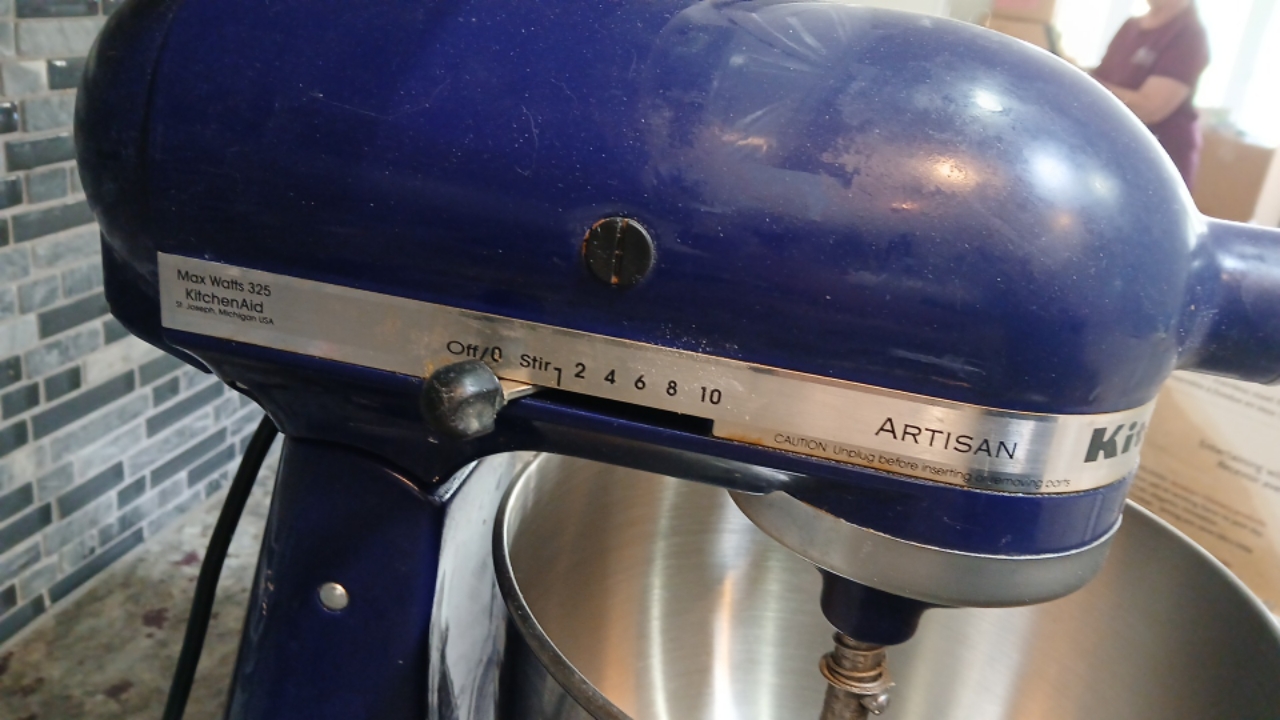 Max Watts 325
KitchenAid
St. Joseph, Michigan USA
Off/0 Stir 1 2 4 6 8 10
ARTISAN
CAUTION: Unplug before inserting or removing parts
Kit